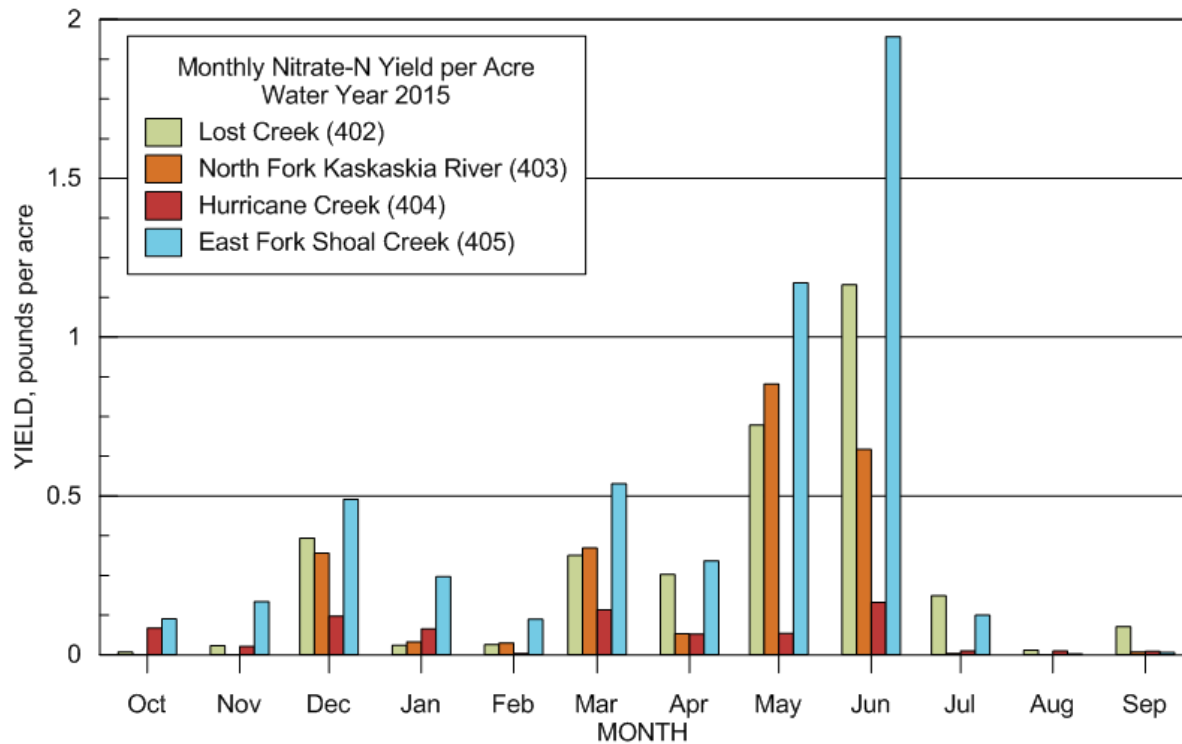 Monthly Nitrate-N Yield per Acre
Water Year 2015
Lost Creek (402)
North Fork Kaskaskia River (403)
Hurricane Creek (404)
East Fork Shoal Creek (405)
YIELD, pounds per acre
2
1.5
1
0.5
0
Oct Nov Dec Jan Feb Mar Apr May Jun Jul Aug Sep
MONTH